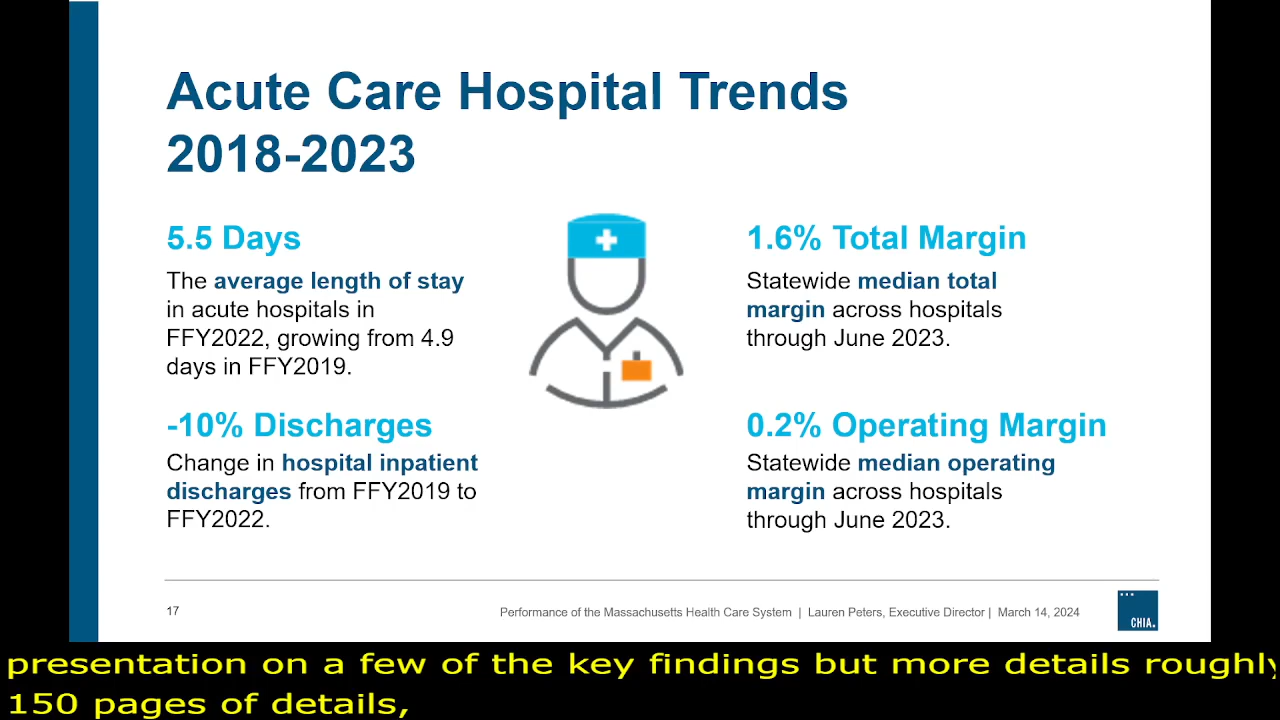 Acute Care Hospital Trends
2018-2023
5.5 Days
The average length of stay
in acute hospitals in
FFY2022, growing from 4.9
days in FFY2019.
-10% Discharges
Change in hospital inpatient
discharges from FFY2019 to
FFY2022.
1.6% Total Margin
Statewide median total
margin across hospitals
through June 2023.
0.2% Operating Margin
Statewide median operating
margin across hospitals
through June 2023.
17
Performance of the Massachusetts Health Care System | Lauren Peters, Executive Director | March 14, 2024
CHIA.
presentation on a few of the key findings but more details roughly
150 pages of details,